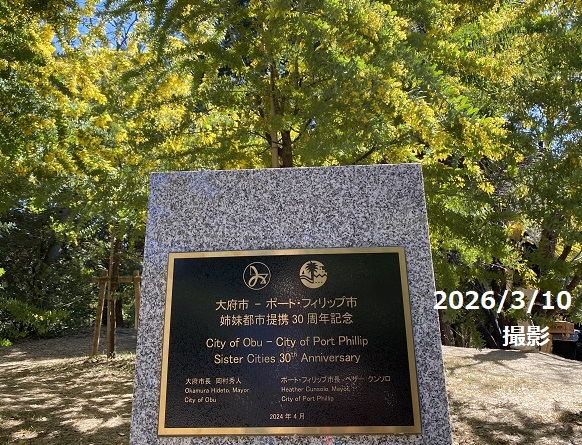 大府市 – ポート・フィリップ市
姉妹都市提携 30 周年記念
City of Obu – City of Port Phillip
Sister Cities 30th Anniversary
大府市長 岡村秀人
Okamura Hideto, Mayor
City of Obu
ポート・フィリップ市長 ヘザー クンソロ
Heather Cunsolo, Mayor
City of Port Phillip
2024 年 4 月
2026/3/10
撮影